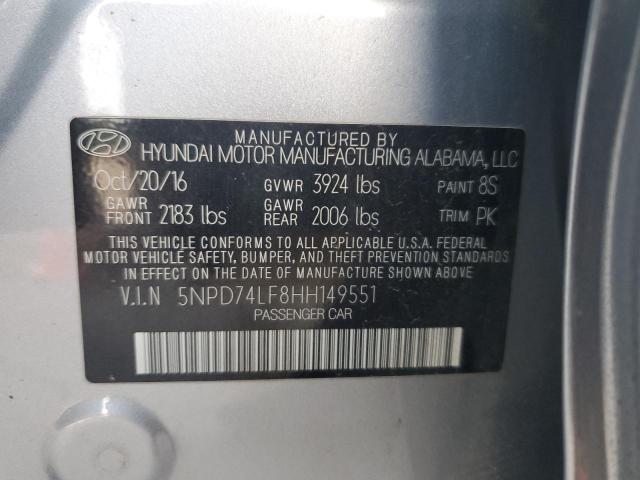 MANUFACTURED BY
HYUNDAI MOTOR MANUFACTURING ALABAMA, LLC
Oct/20/16 GVWR 3924 lbs PAINT 8S
GAWR FRONT 2183 lbs GAWR REAR 2006 lbs TRIM PK
THIS VEHICLE CONFORMS TO ALL APPLICABLE U.S.A. FEDERAL
MOTOR VEHICLE SAFETY, BUMPER, AND THEFT PREVENTION STANDARDS
IN EFFECT ON THE DATE OF MANUFACTURE SHOWN ABOVE.
V.I.N 5NPD74LF8HH149551
PASSENGER CAR